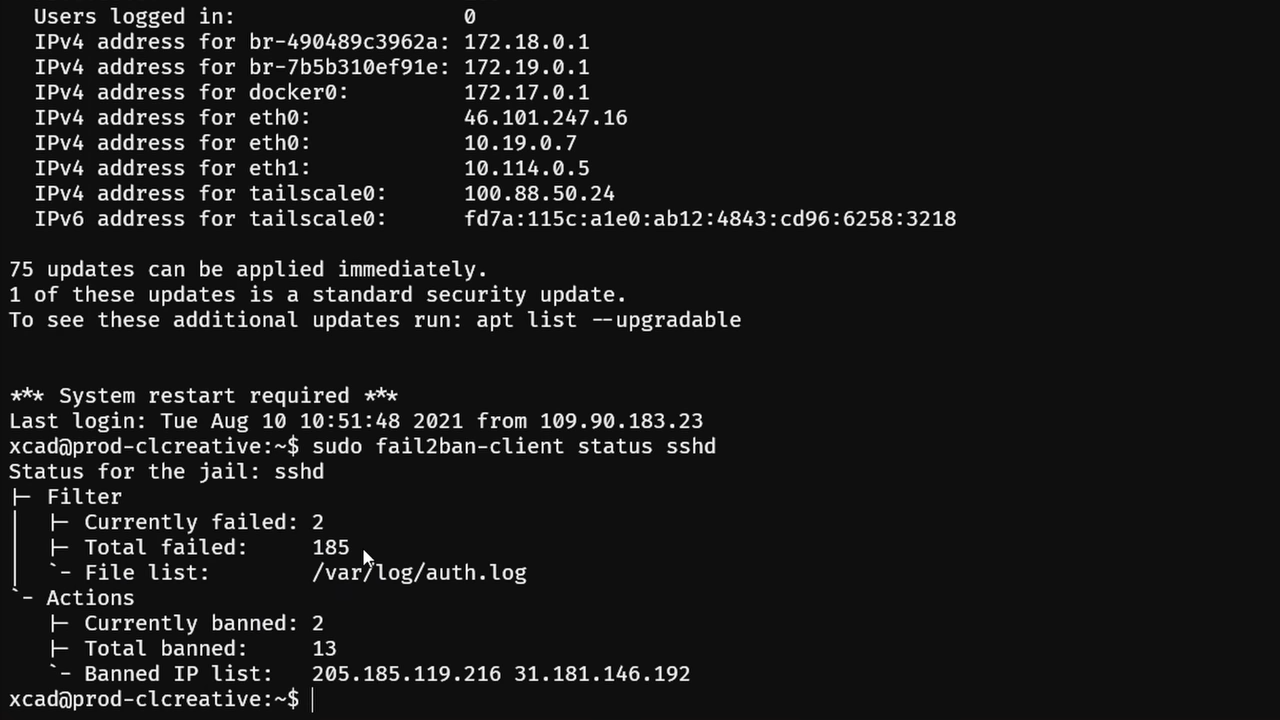 Users logged in: 0
IPv4 address for br-490489c3962a: 172.18.0.1
IPv4 address for br-7b5b310ef91e: 172.19.0.1
IPv4 address for docker0: 172.17.0.1
IPv4 address for eth0: 46.101.247.16
IPv4 address for eth0: 10.19.0.7
IPv4 address for eth1: 10.114.0.5
IPv4 address for tailscale0: 100.88.50.24
IPv6 address for tailscale0: fd7a:115c:a1e0:ab12:4843:cd96:6258:3218
75 updates can be applied immediately.
1 of these updates is a standard security update.
To see these additional updates run: apt list --upgradable
*** System restart required ***
Last login: Tue Aug 10 10:51:48 2021 from 109.90.183.23
xcad@prod-clcreative:~$ sudo fail2ban-client status sshd
Status for the jail: sshd
|- Filter
|  |- Currently failed: 2
|  |- Total failed: 185
|  `- File list: /var/log/auth.log
`- Actions
   |- Currently banned: 2
   |- Total banned: 13
   `- Banned IP list: 205.185.119.216 31.181.146.192
xcad@prod-clcreative:~$